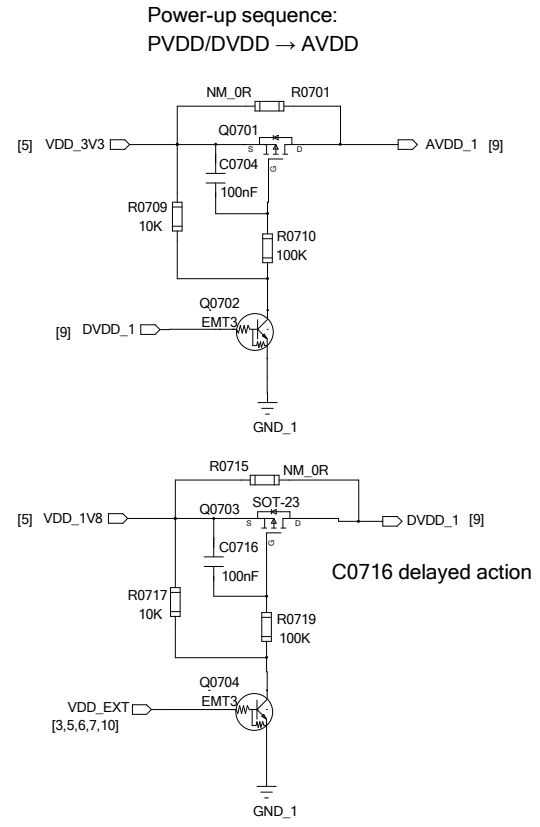 Power-up sequence:
PVDD/DVDD → AVDD
NM_0R R0701
Q0701
[5] VDD_3V3 S D AVDD_1 [9]
G
C0704
100nF
R0709
10K
R0710
100K
Q0702
EMT3
[9] DVDD_1
GND_1
R0715 NM_0R
Q0703 SOT-23
[5] VDD_1V8 S D DVDD_1 [9]
G
C0716
100nF
C0716 delayed action
R0717
10K
R0719
100K
Q0704
EMT3
VDD_EXT
[3,5,6,7,10]
GND_1